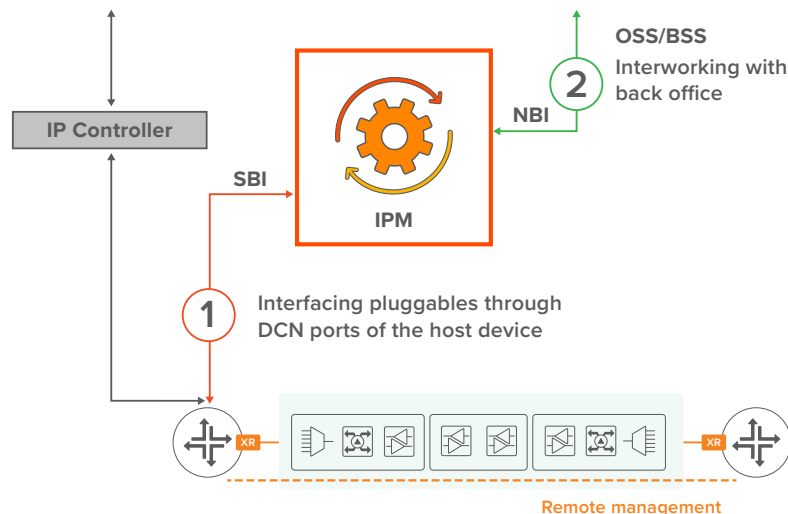 OSS/BSS
2
Interworking with
back office
IP Controller
NBI
SBI
IPM
1
Interfacing pluggables through
DCN ports of the host device
XR
XR
Remote management